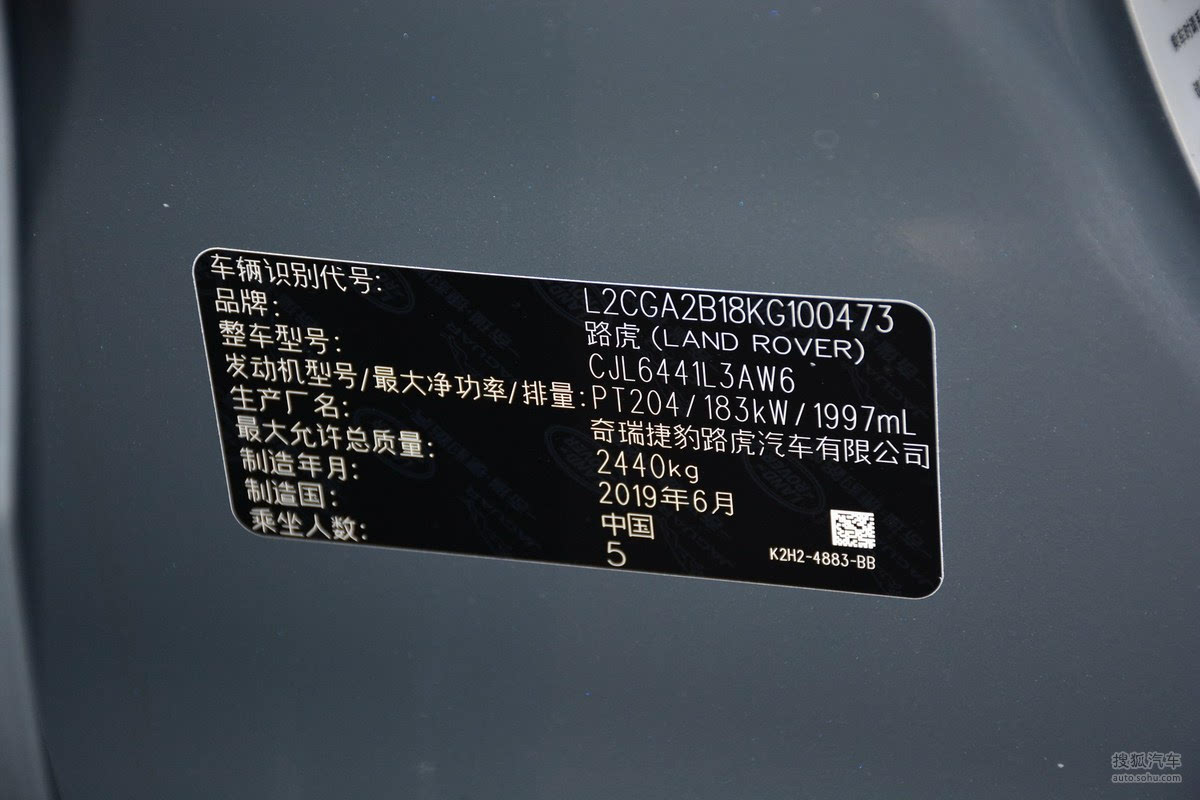 车辆识别代号: L2CGA2B18KG100473
品牌: 路虎 (LAND ROVER)
整车型号: CJL6441L3AW6
发动机型号/最大净功率/排量: PT204/183kW/1997mL
生产厂名: 奇瑞捷豹路虎汽车有限公司
最大允许总质量: 2440kg
制造年月: 2019年6月
制造国: 中国
乘坐人数: 5
K2H2-4883-BB
搜狐汽车
auto.sohu.com